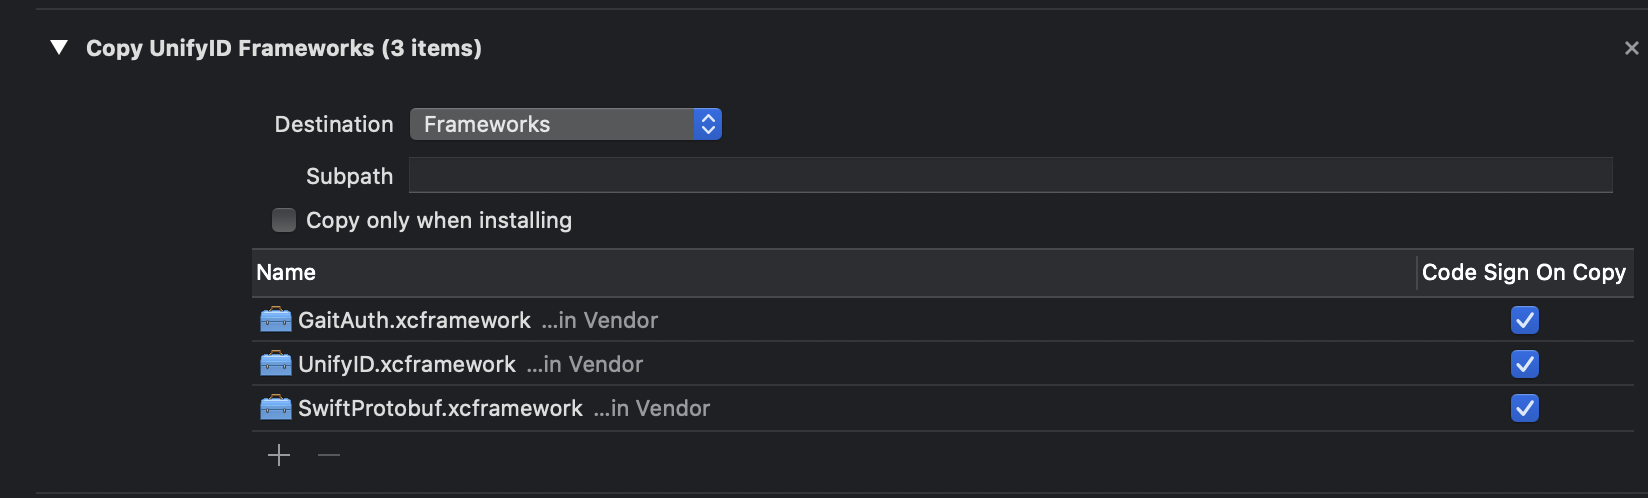 Copy UnifyID Frameworks (3 items)
Destination Frameworks
Subpath
Copy only when installing
Name Code Sign On Copy
GaitAuth.xcframework ...in Vendor
UnifyID.xcframework ...in Vendor
SwiftProtobuf.xcframework ...in Vendor